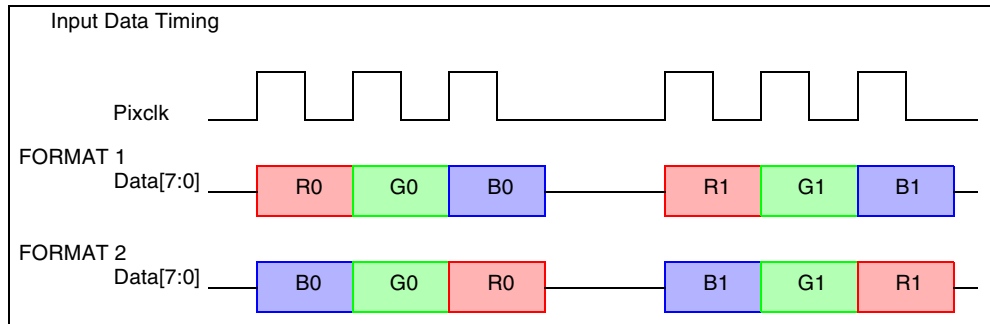 Input Data Timing
Pixclk
FORMAT 1
Data[7:0]
R0 G0 B0 R1 G1 B1
FORMAT 2
Data[7:0]
B0 G0 R0 B1 G1 R1